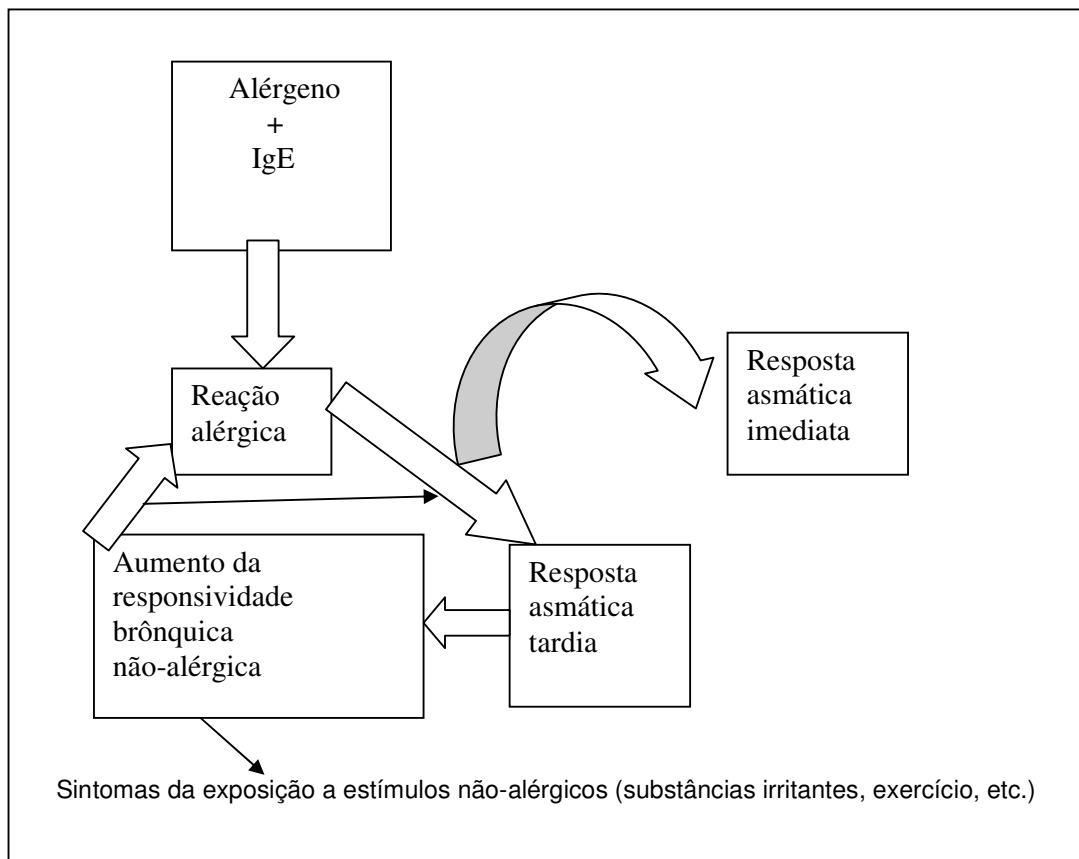 Alérgeno
+
IgE
Reação
alérgica
Resposta
asmática
imediata
Aumento da
responsividade
brônquica
não-alérgica
Resposta
asmática
tardia
Sintomas da exposição a estímulos não-alérgicos (substâncias irritantes, exercício, etc.)